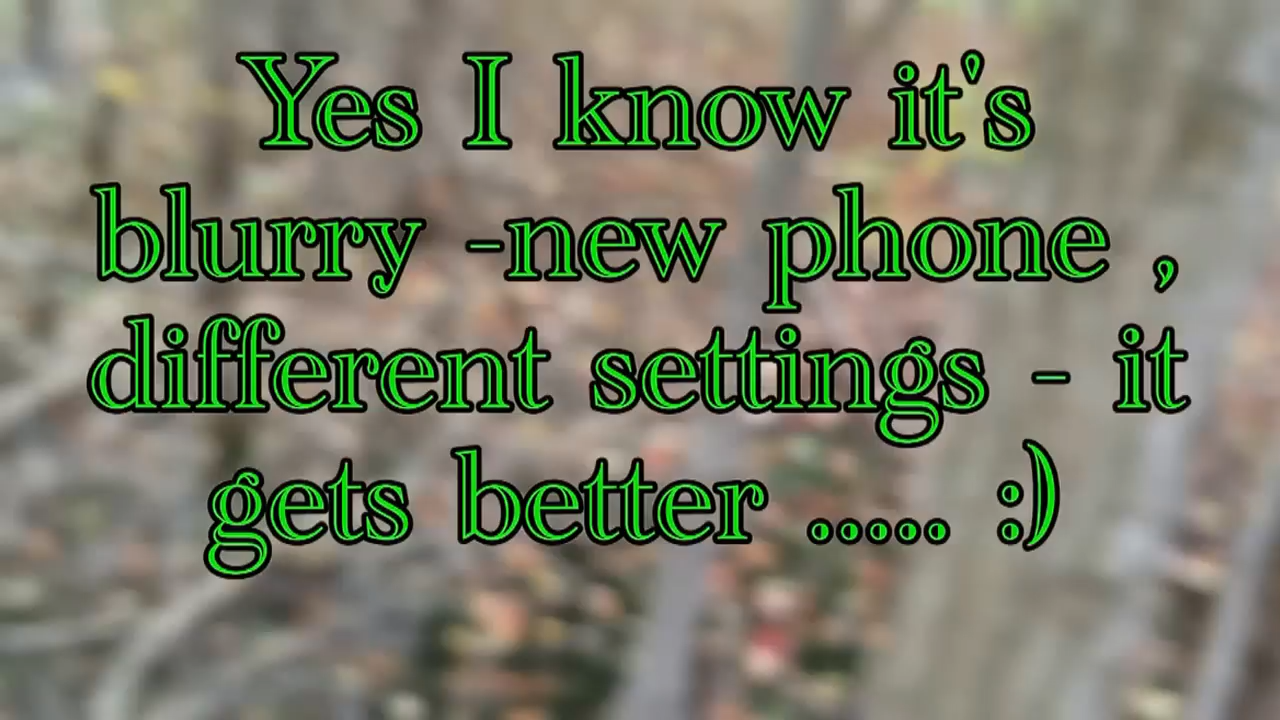 Yes I know it's
blurry -new phone ,
different settings - it
gets better ..... :)